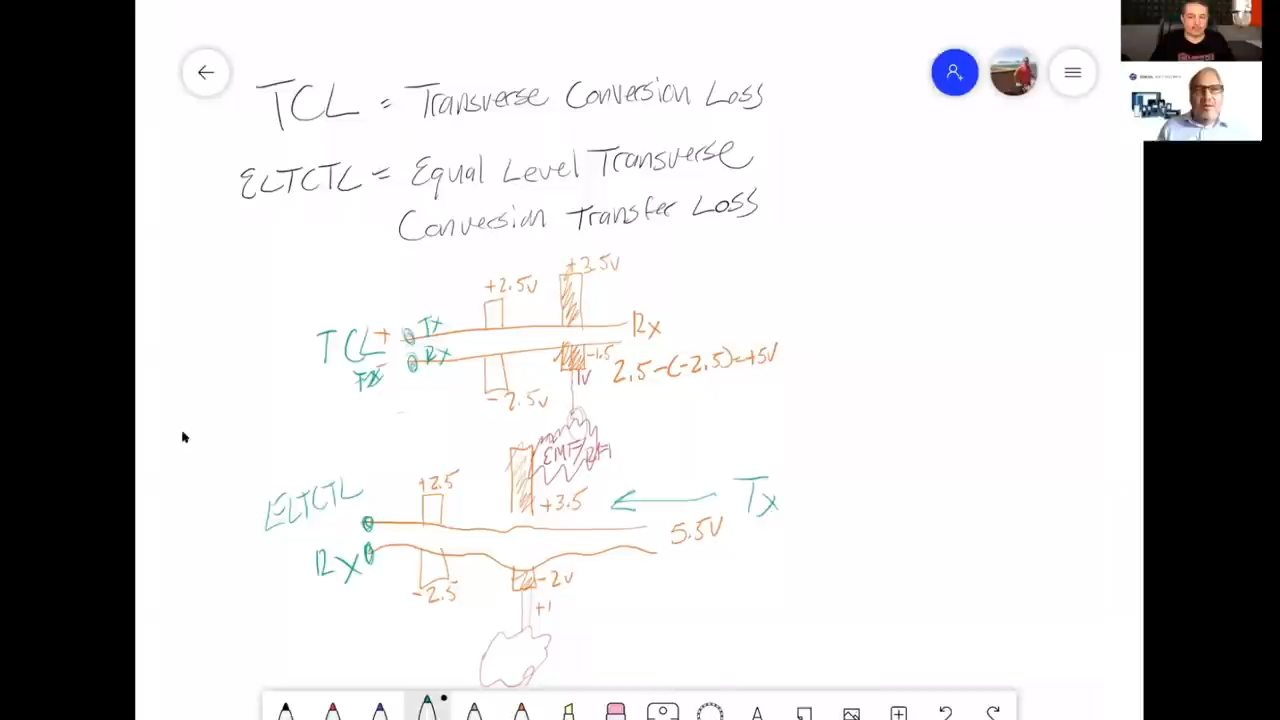 TCL = Transverse Conversion Loss
ELTCTL = Equal Level Transverse
Conversion Transfer Loss
+3.5v
+2.5v
TCL + Tx Rx
- Rx -1.5
1v 2.5-(-2.5)=+5v
-2.5v
EMI/RFI
+2.5
ELTCTL +3.5 Tx
5.5V
Rx -2v
-2.5 +1